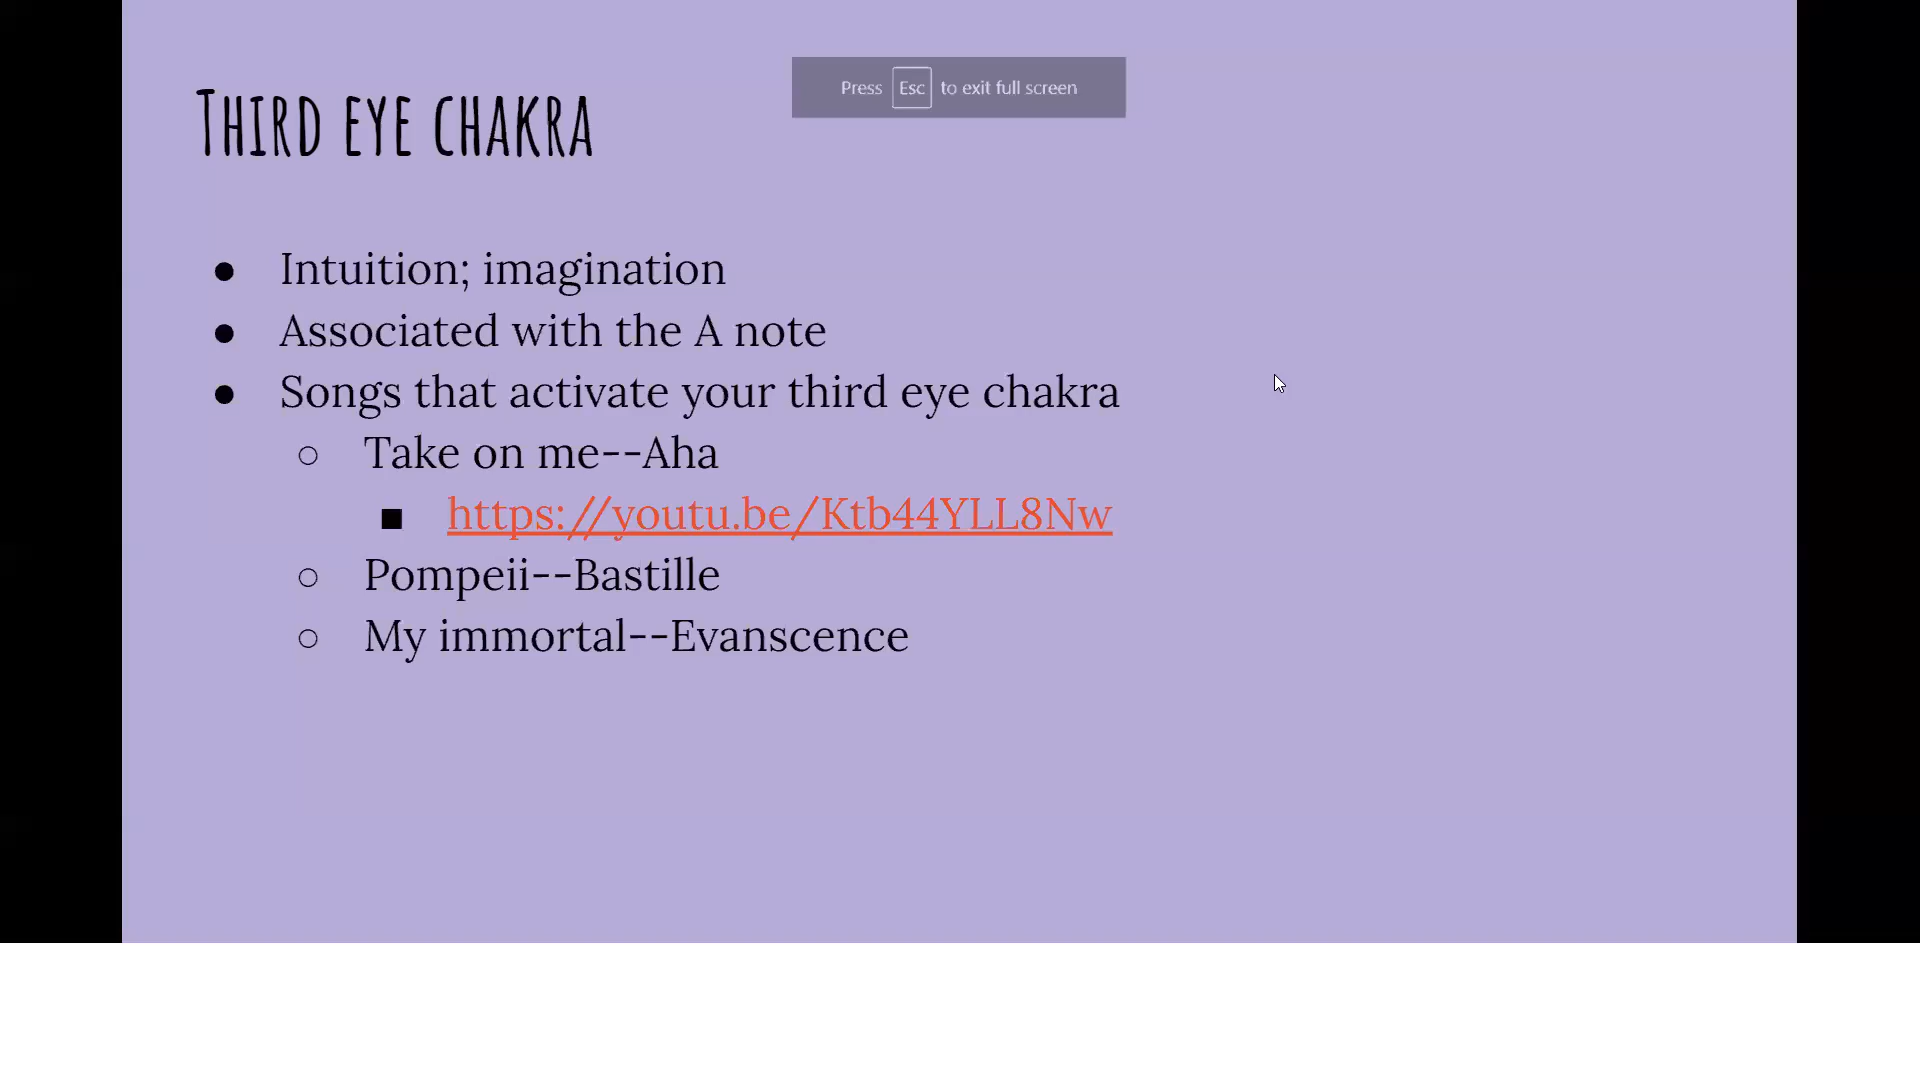 Press Esc to exit full screen
Third eye chakra
● Intuition; imagination
● Associated with the A note
● Songs that activate your third eye chakra
○ Take on me--Aha
■ https://youtu.be/Ktb44YLL8Nw
○ Pompeii--Bastille
○ My immortal--Evanscence